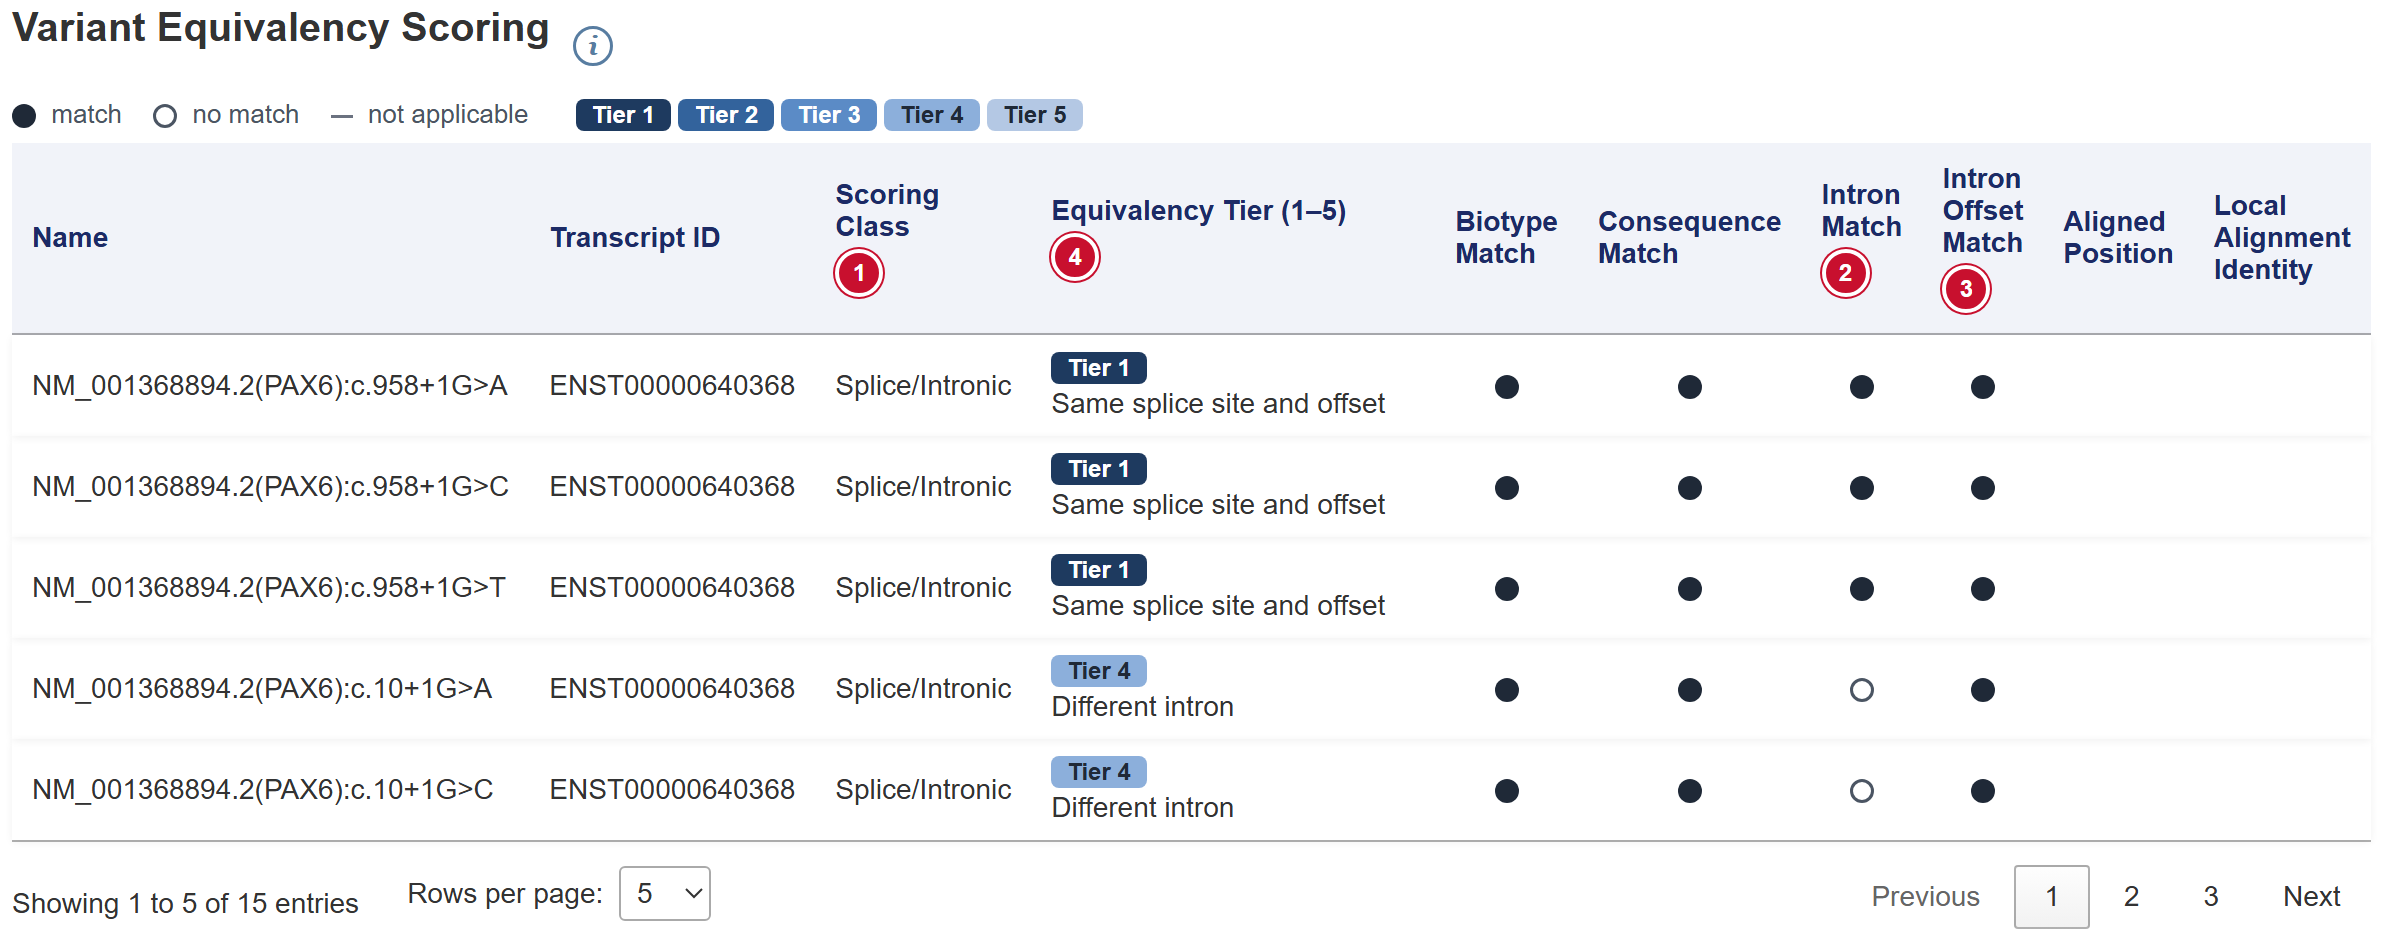 Variant Equivalency Scoring i
match no match — not applicable Tier 1 Tier 2 Tier 3 Tier 4 Tier 5
Name
Transcript ID
Scoring
Class
1
Equivalency Tier (1–5)
4
Biotype
Match
Consequence
Match
Intron
Match
2
Intron
Offset
Match
3
Aligned
Position
Local
Alignment
Identity
NM_001368894.2(PAX6):c.958+1G>A ENST00000640368 Splice/Intronic Tier 1
Same splice site and offset
NM_001368894.2(PAX6):c.958+1G>C ENST00000640368 Splice/Intronic Tier 1
Same splice site and offset
NM_001368894.2(PAX6):c.958+1G>T ENST00000640368 Splice/Intronic Tier 1
Same splice site and offset
NM_001368894.2(PAX6):c.10+1G>A ENST00000640368 Splice/Intronic Tier 4
Different intron
NM_001368894.2(PAX6):c.10+1G>C ENST00000640368 Splice/Intronic Tier 4
Different intron
Showing 1 to 5 of 15 entries Rows per page: 5 Previous 1 2 3 Next